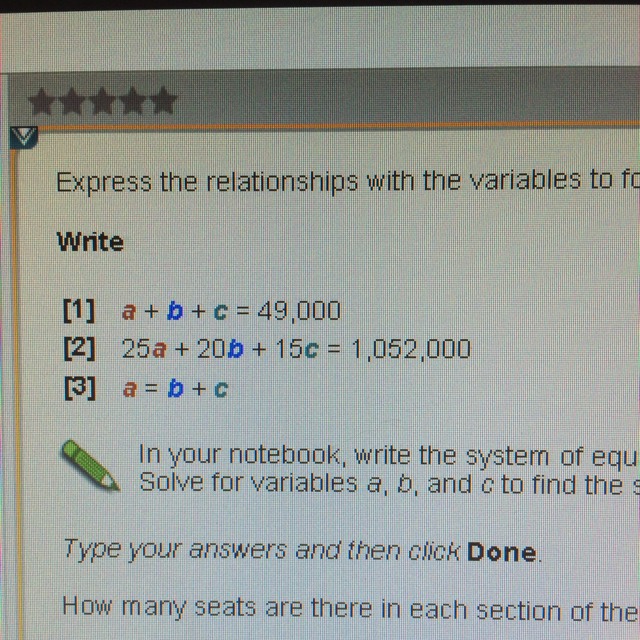 Express the relationships with the variables to
Write
[1] a + b + c = 49,000
[2] 25a + 20b + 15c = 1,052,000
[3] a = b + c
In your notebook, write the system of
Solve for variables a, b, and c to find the
Type your answers and then click Done.
How many seats are there in each section of the